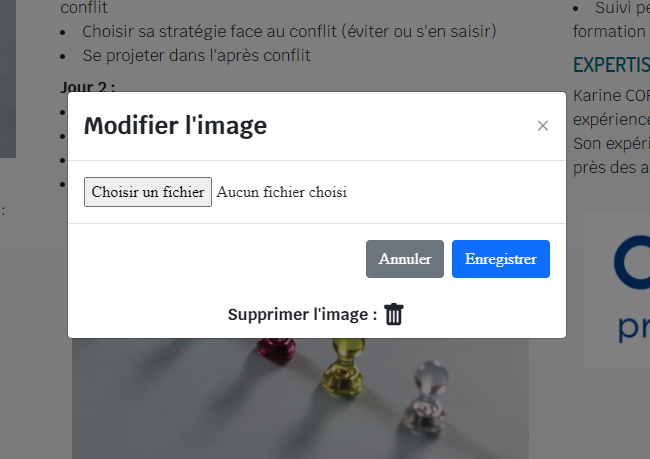 conflit
• Choisir sa stratégie face au conflit (éviter ou s'en saisir)
• Se projeter dans l'après conflit
Jour 2 :
• Suivi
formation
EXPERTIS
Karine COR
expérience
Son expéri
près des a
:
Modifier l'image
×
Choisir un fichier Aucun fichier choisi
Annuler Enregistrer
Supprimer l'image :
pr